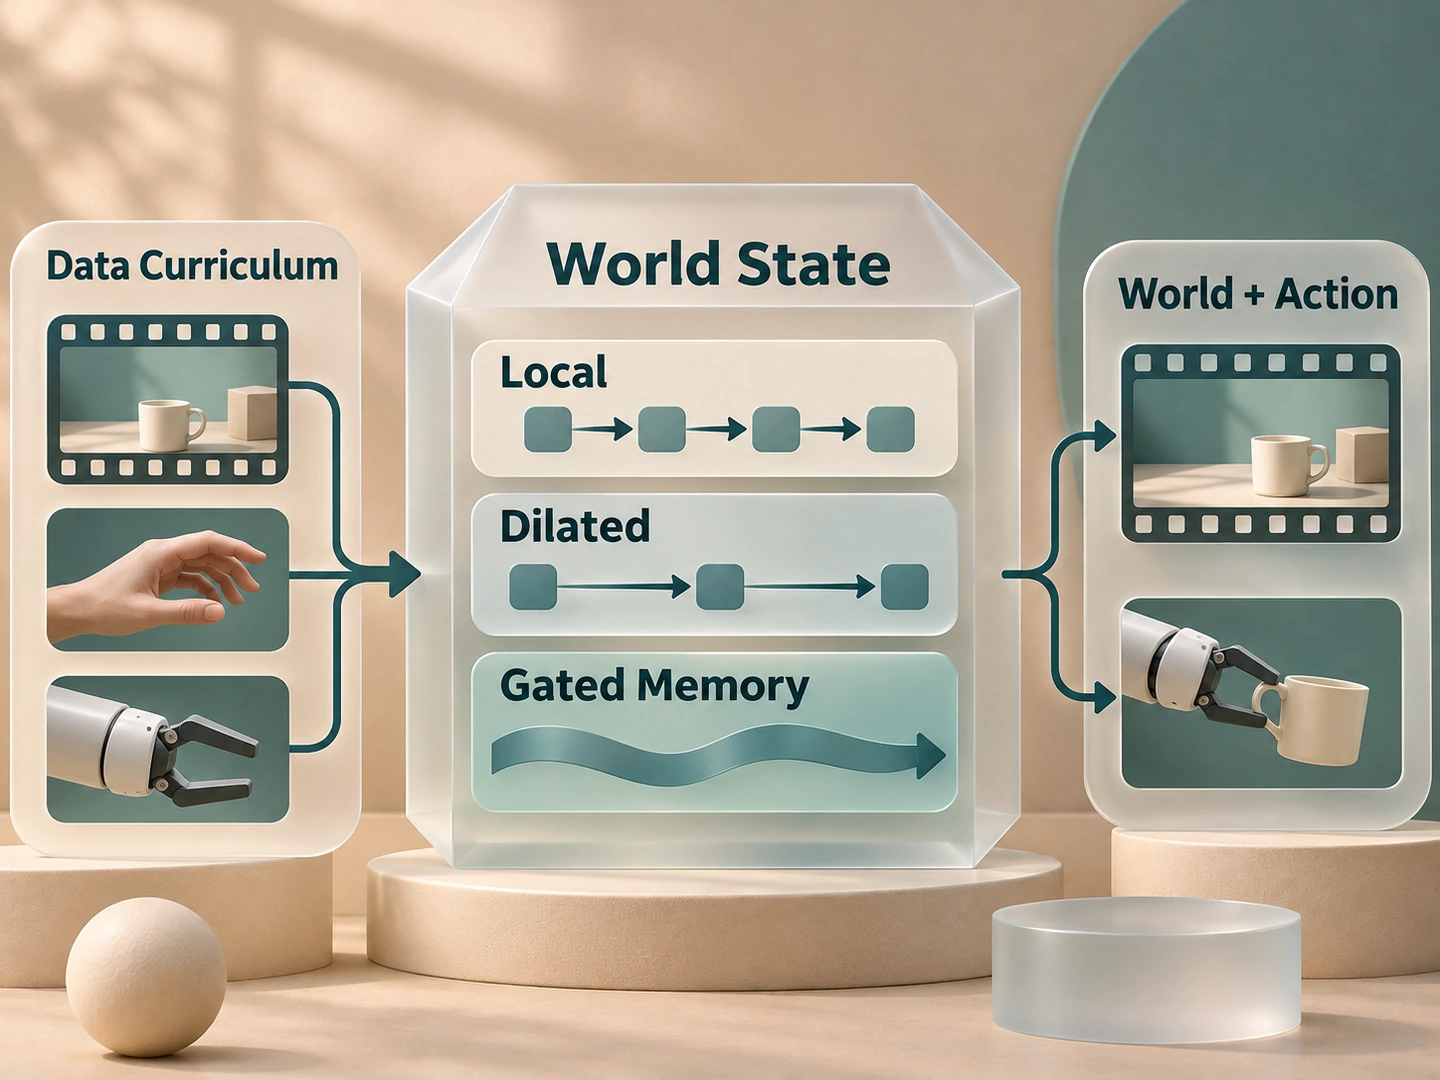 Data Curriculum
World State
Local
Dilated
Gated Memory
World + Action